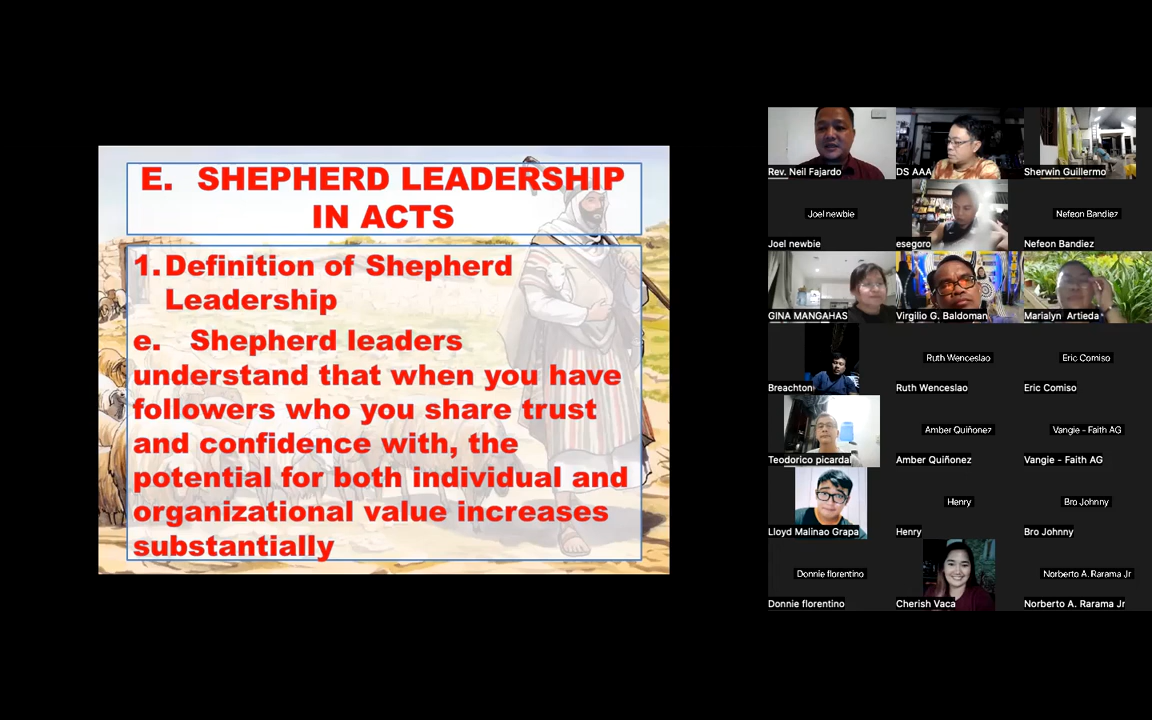 E. SHEPHERD LEADERSHIP
IN ACTS
1. Definition of Shepherd
Leadership
e. Shepherd leaders
understand that when you have
followers who you share trust
and confidence with, the
potential for both individual and
organizational value increases
substantially
Rev. Neil Fajardo
DS AAA
Sherwin Guillermo
Joel newbie
Nefeon Bandiez
Joel newbie
esegoro
Nefeon Bandiez
GINA MANGAHAS
Virgilio G. Baldoman
Marialyn Artieda
Ruth Wenceslao
Eric Comiso
Breachton
Ruth Wenceslao
Eric Comiso
Amber Quiñonez
Vangie - Faith AG
Teodorico picardal
Amber Quiñonez
Vangie - Faith AG
Henry
Bro Johnny
Lloyd Malinao Grapa
Henry
Bro Johnny
Donnie florentino
Norberto A. Rarama Jr
Donnie florentino
Cherish Vaca
Norberto A. Rarama Jr